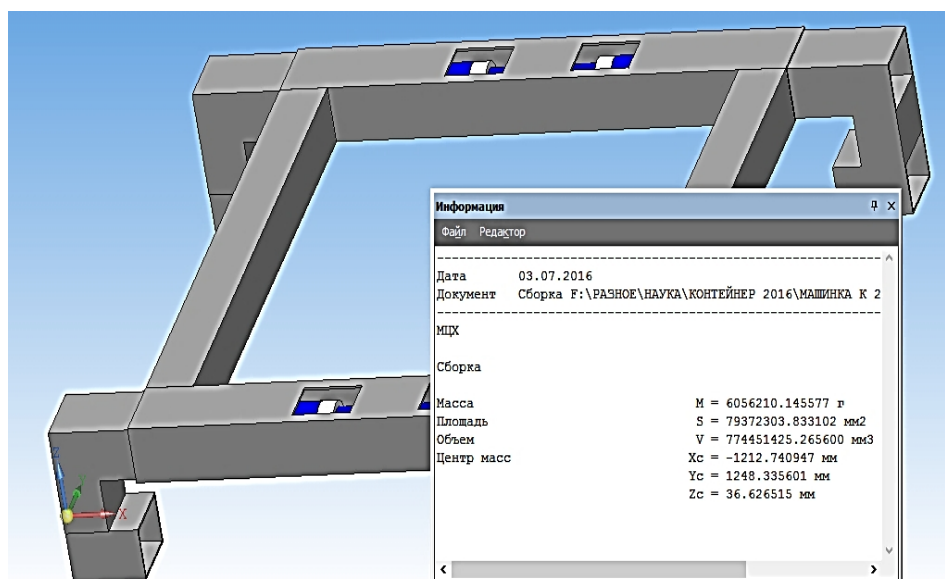 Информация
Файл Редактор
Дата 03.07.2016
Документ Сборка F:\РАЗНОЕ\НАУКА\КОНТЕЙНЕР 2016\МАШИНКА К 2
МЦХ
Сборка
Масса M = 6056210.145577 г
Площадь S = 79372303.833102 мм2
Объем V = 774451425.265600 мм3
Центр масс Xc = -1212.740947 мм
Yc = 1248.335601 мм
Zc = 36.626515 мм
Z
Y
X